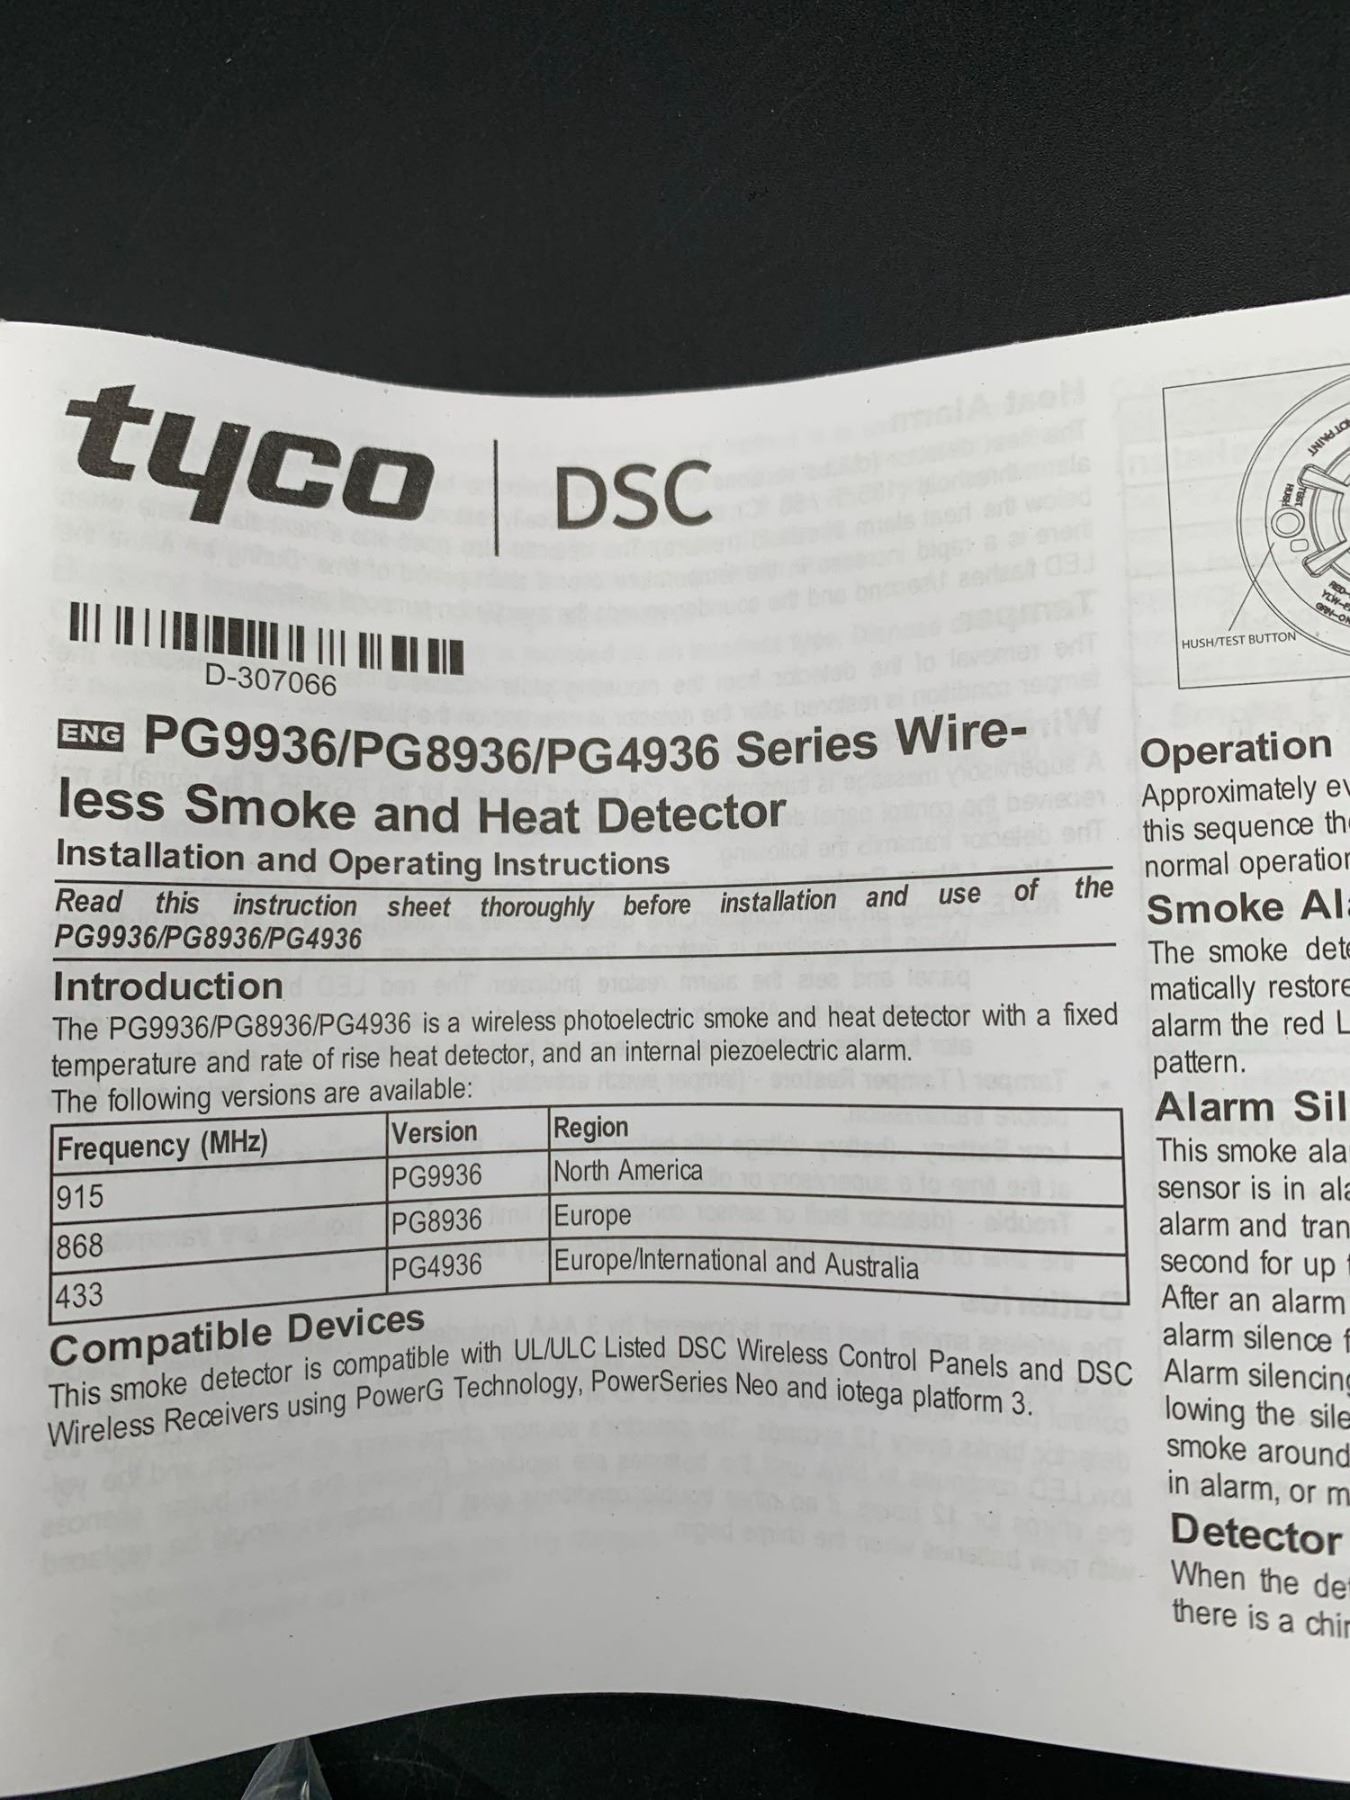 tyco | DSC
D-307066
ENG PG9936/PG8936/PG4936 Series Wire-
less Smoke and Heat Detector
Installation and Operating Instructions
Read this instruction sheet thoroughly before installation and use of the
PG9936/PG8936/PG4936
Introduction
The PG9936/PG8936/PG4936 is a wireless photoelectric smoke and heat detector with a fixed
temperature and rate of rise heat detector, and an internal piezoelectric alarm.
The following versions are available:
Frequency (MHz) Version Region
915 PG9936 North America
868 PG8936 Europe
433 PG4936 Europe/International and Australia
Compatible Devices
This smoke detector is compatible with UL/ULC Listed DSC Wireless Control Panels and DSC
Wireless Receivers using PowerG Technology, PowerSeries Neo and iotega platform 3.
NOT PAINT
TEST
HUSH
HUSH/TEST BUTTON
Operation
Approximately ev
this sequence the
normal operation
Smoke Ala
The smoke dete
matically restore
alarm the red L
pattern.
Alarm Sil
This smoke ala
sensor is in ala
alarm and tran
second for up t
After an alarm
alarm silence f
Alarm silencing
lowing the sile
smoke around
in alarm, or m
Detector
When the de
there is a chir